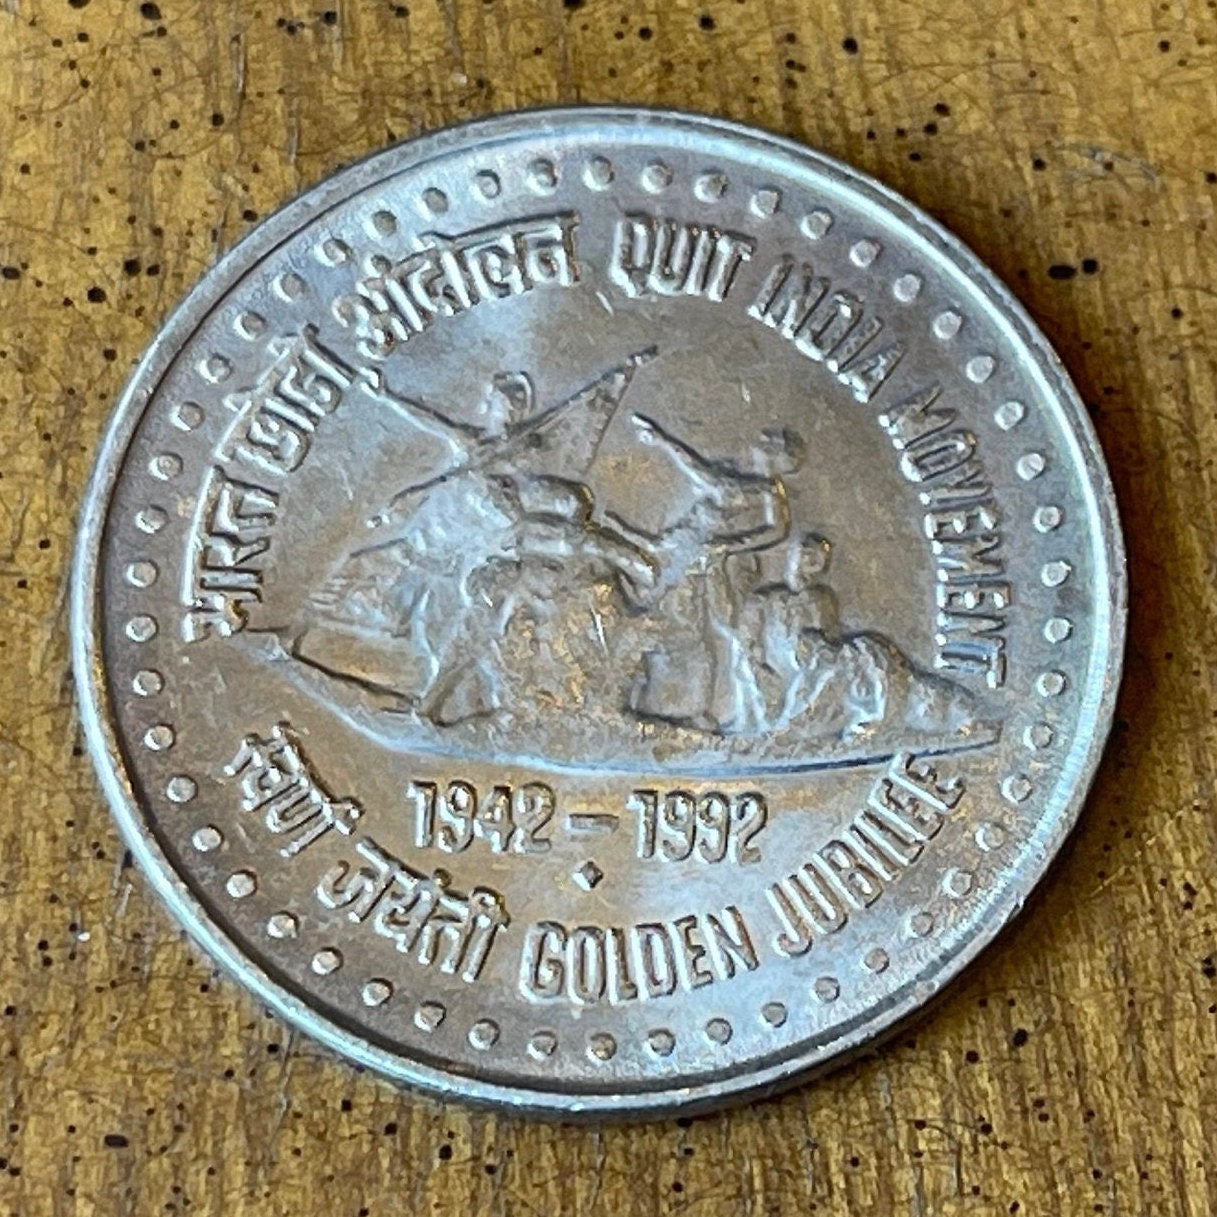 भारत छोड़ो आंदोलन QUIT INDIA MOVEMENT
1942 - 1992
स्वर्ण जयंती GOLDEN JUBILEE